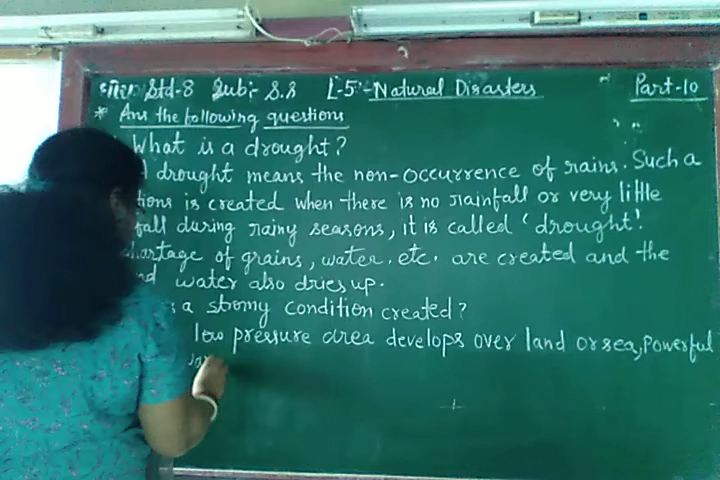 Std-8 Sub:- S.S L-5:- Natural Disasters Part-10
* Ans the following questions
What is a drought?
A drought means the non-occurrence of rains. Such a
tions is created when there is no rainfall or very little
fall during rainy seasons, it is called 'drought'.
shortage of grains, water. etc. are created and the
nd water also dries up.
s a stromy condition created?
low pressure area develops over land or sea, Powerful